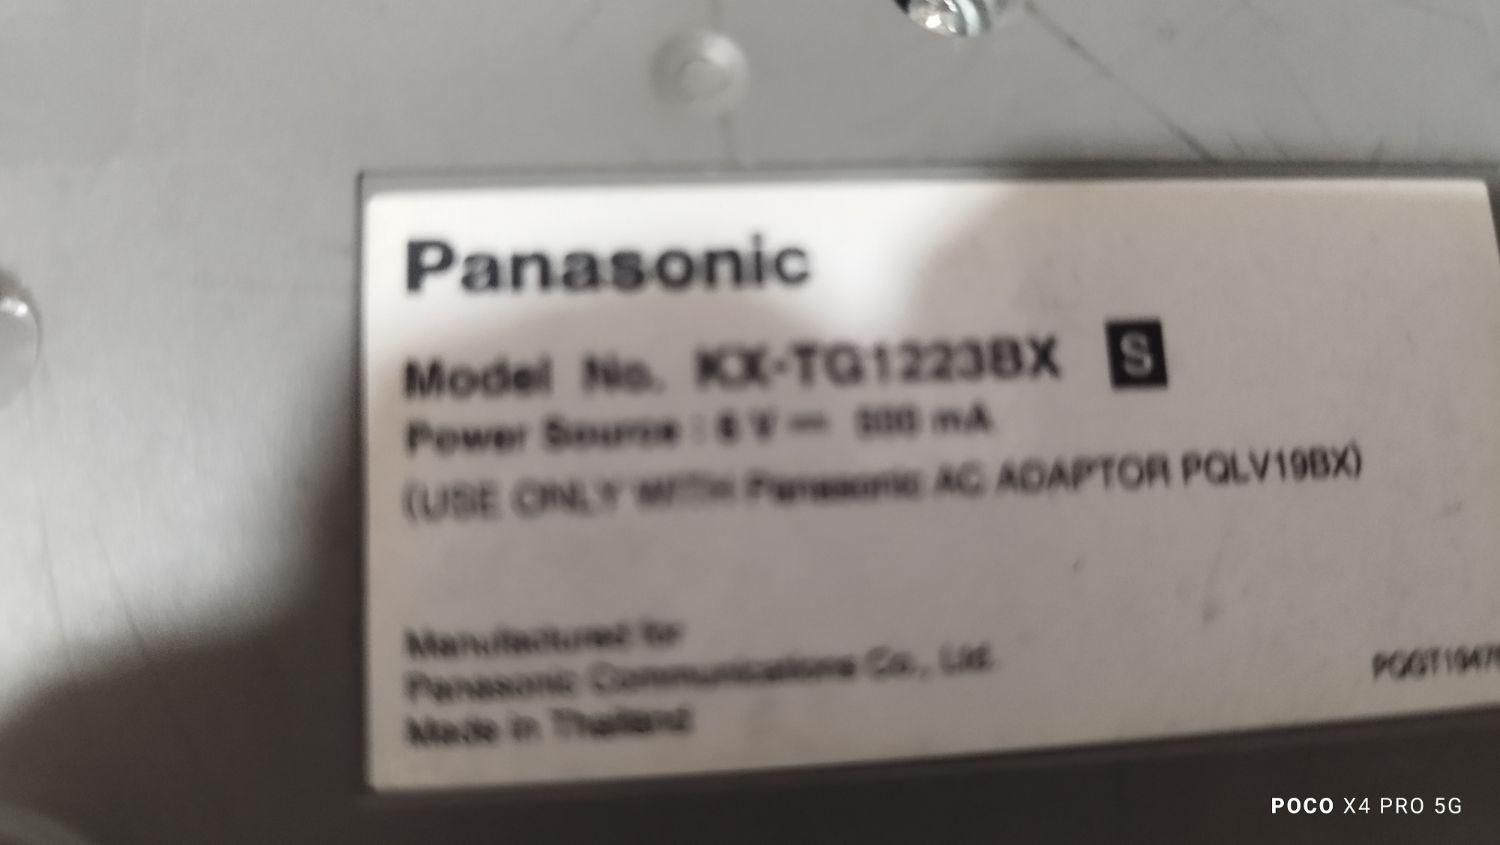 Panasonic
Model No. KX-TG1223BX S
Power Source : 6 V ⎓ 500 mA
(USE ONLY WITH Panasonic AC ADAPTOR PQLV19BX)
Manufactured for
Panasonic Communications Co., Ltd.
Made in Thailand
POCO X4 PRO 5G